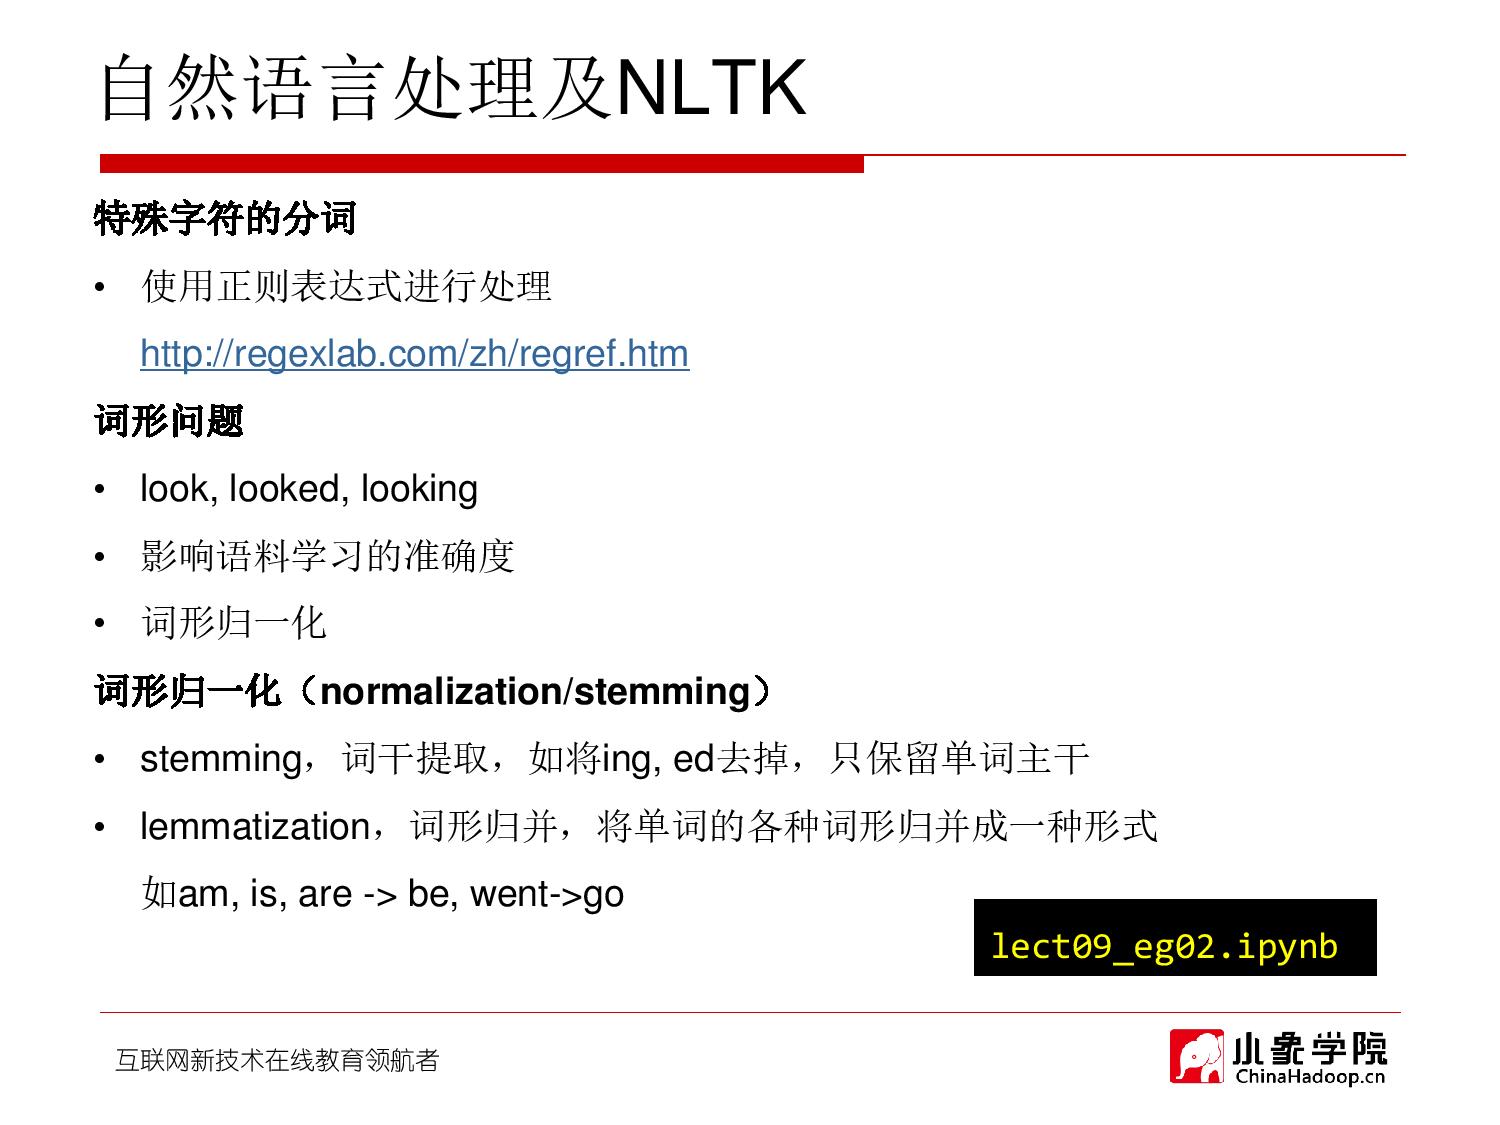 自然语言处理及NLTK
特殊字符的分词
• 使用正则表达式进行处理
http://regexlab.com/zh/regref.htm
词形问题
• look, looked, looking
• 影响语料学习的准确度
• 词形归一化
词形归一化（normalization/stemming）
• stemming，词干提取，如将ing, ed去掉，只保留单词主干
• lemmatization，词形归并，将单词的各种词形归并成一种形式
如am, is, are -> be, went->go
lect09_eg02.ipynb
互联网新技术在线教育领航者
小象学院
ChinaHadoop.cn